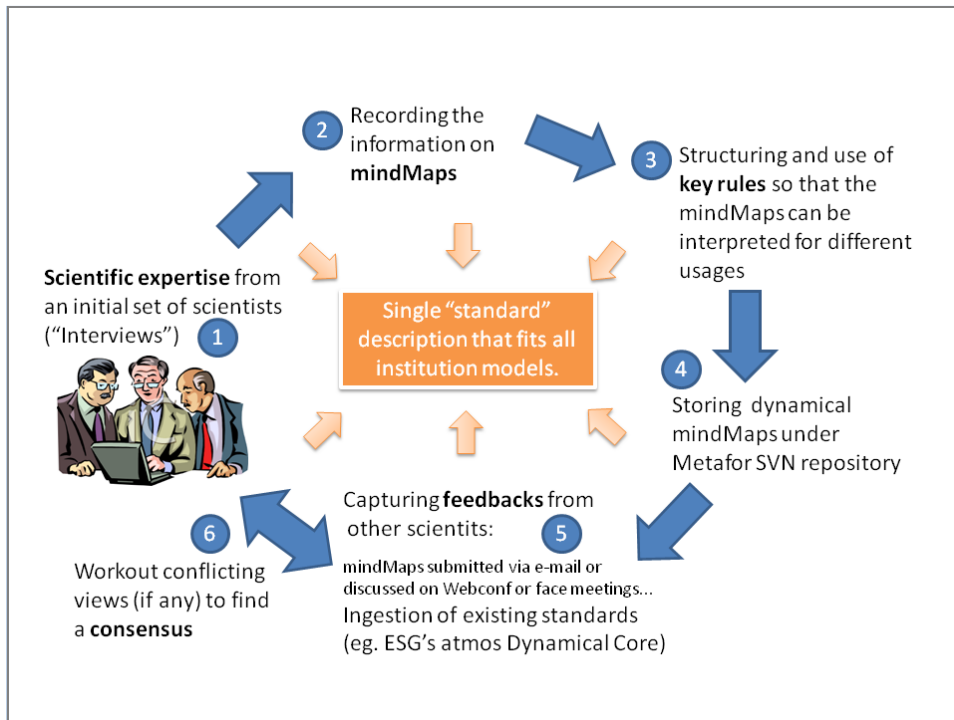 1
Scientific expertise from
an initial set of scientists
(“Interviews”)
2
Recording the
information on
mindMaps
3
Structuring and use of
key rules so that the
mindMaps can be
interpreted for different
usages
4
Storing dynamical
mindMaps under
Metafor SVN repository
5
Capturing feedbacks from
other scientits:
mindMaps submitted via e-mail or
discussed on Webconf or face meetings...
Ingestion of existing standards
(eg. ESG’s atmos Dynamical Core)
6
Workout conflicting
views (if any) to find
a consensus
Single “standard”
description that fits all
institution models.